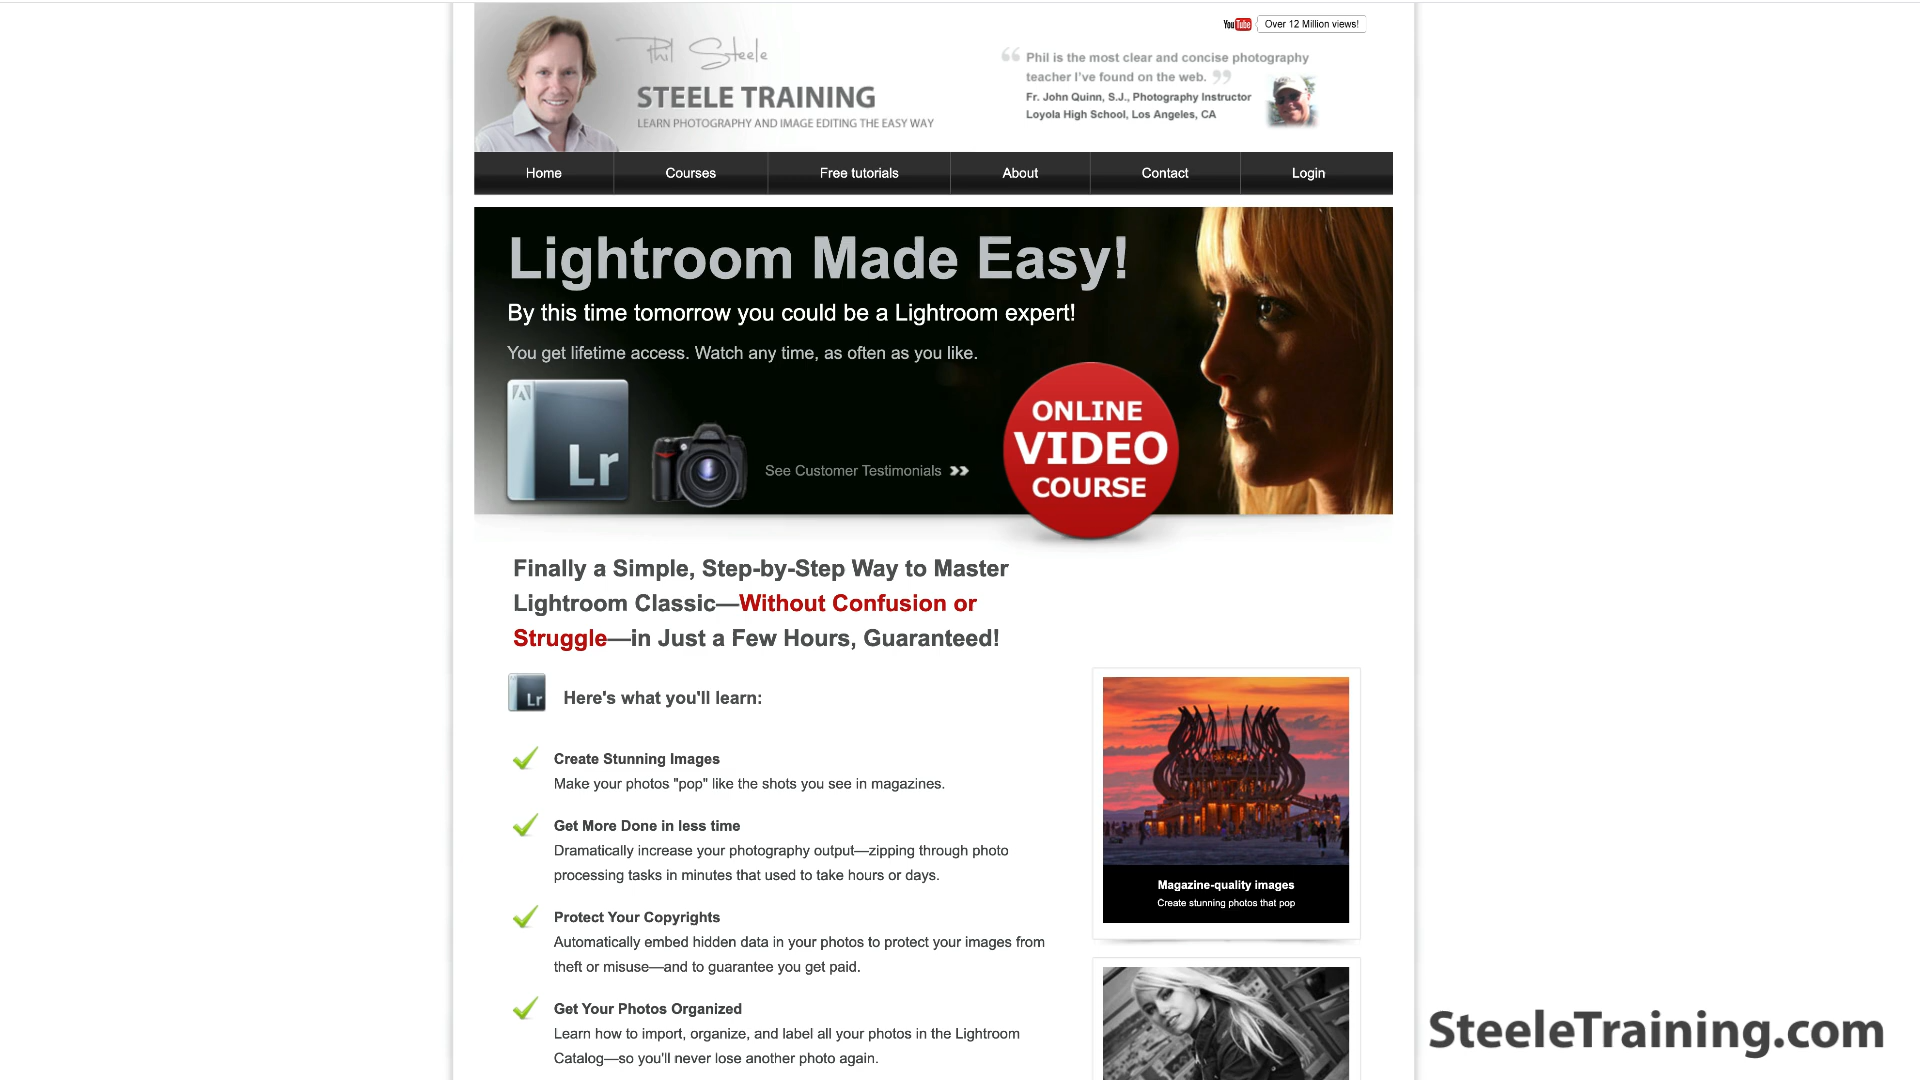 You Tube Over 12 Million views!
Phil Steele
STEELE TRAINING
LEARN PHOTOGRAPHY AND IMAGE EDITING THE EASY WAY
“ Phil is the most clear and concise photography
teacher I've found on the web. ”
Fr. John Quinn, S.J., Photography Instructor
Loyola High School, Los Angeles, CA
Home Courses Free tutorials About Contact Login
Lightroom Made Easy!
By this time tomorrow you could be a Lightroom expert!
You get lifetime access. Watch any time, as often as you like.
Lr
See Customer Testimonials
ONLINE
VIDEO
COURSE
Finally a Simple, Step-by-Step Way to Master
Lightroom Classic—Without Confusion or
Struggle—in Just a Few Hours, Guaranteed!
Lr
Here's what you'll learn:
Create Stunning Images
Make your photos "pop" like the shots you see in magazines.
Get More Done in less time
Dramatically increase your photography output—zipping through photo
processing tasks in minutes that used to take hours or days.
Protect Your Copyrights
Automatically embed hidden data in your photos to protect your images from
theft or misuse—and to guarantee you get paid.
Get Your Photos Organized
Learn how to import, organize, and label all your photos in the Lightroom
Catalog—so you'll never lose another photo again.
Magazine-quality images
Create stunning photos that pop
SteeleTraining.com